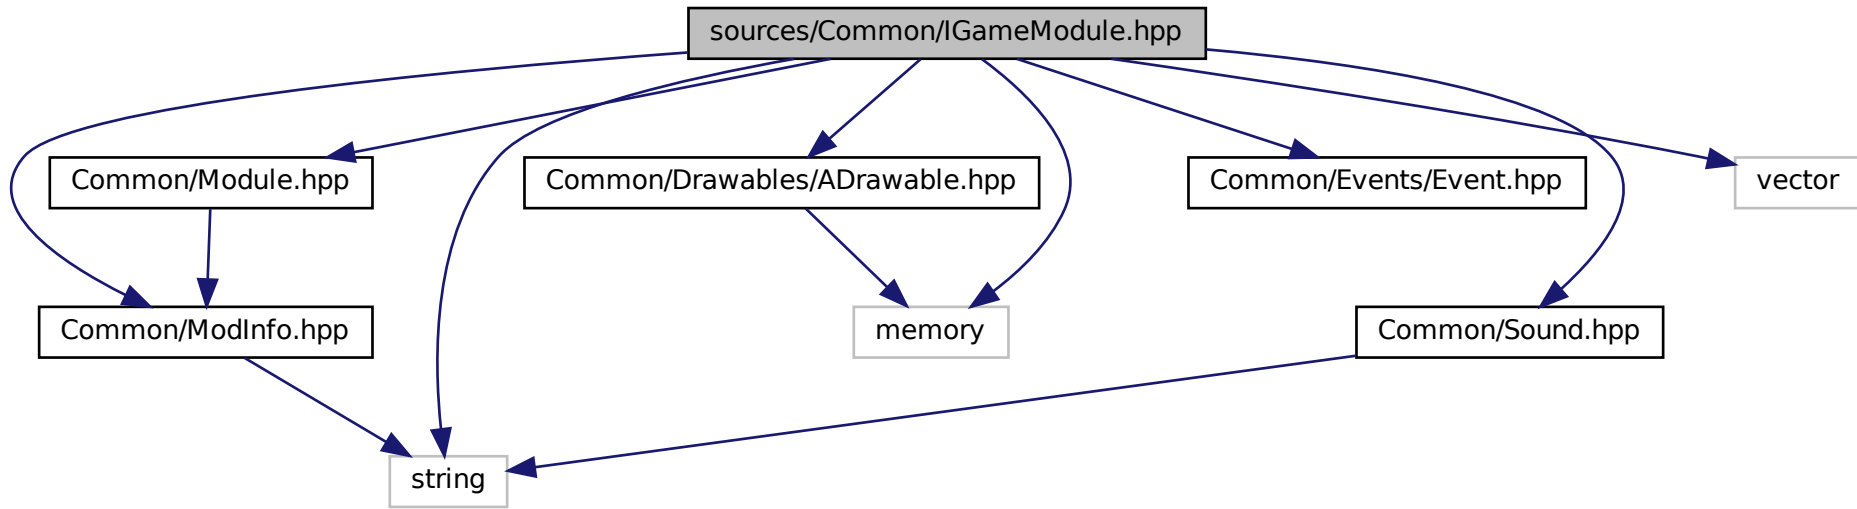 sources/Common/IGameModule.hpp
Common/Module.hpp
Common/Drawables/ADrawable.hpp
Common/Events/Event.hpp
vector
Common/ModInfo.hpp
memory
Common/Sound.hpp
string